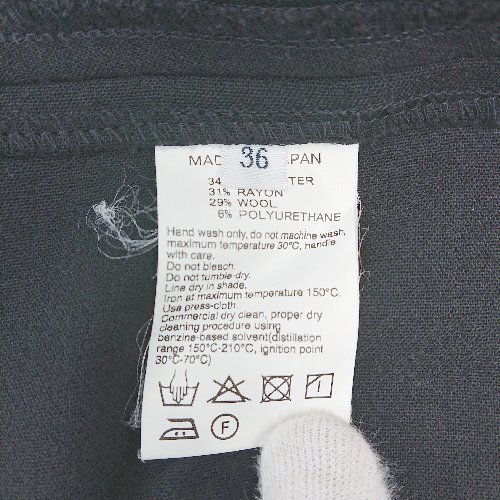 36
MAD PAN
34 TER
31% RAYON
29% WOOL
6% POLYURETHANE
Hand wash only, do not machine wash,
maximum temperature 30°C, handle
with care.
Do not bleach.
Do not tumble-dry.
Line dry in shade.
Iron at maximum temperature 150°C.
Use press-cloth.
Commercial dry clean, proper dry
cleaning procedure using
benzine-based solvent(distillation
range 150°C-210°C, ignition point
30°C-70°C)
F